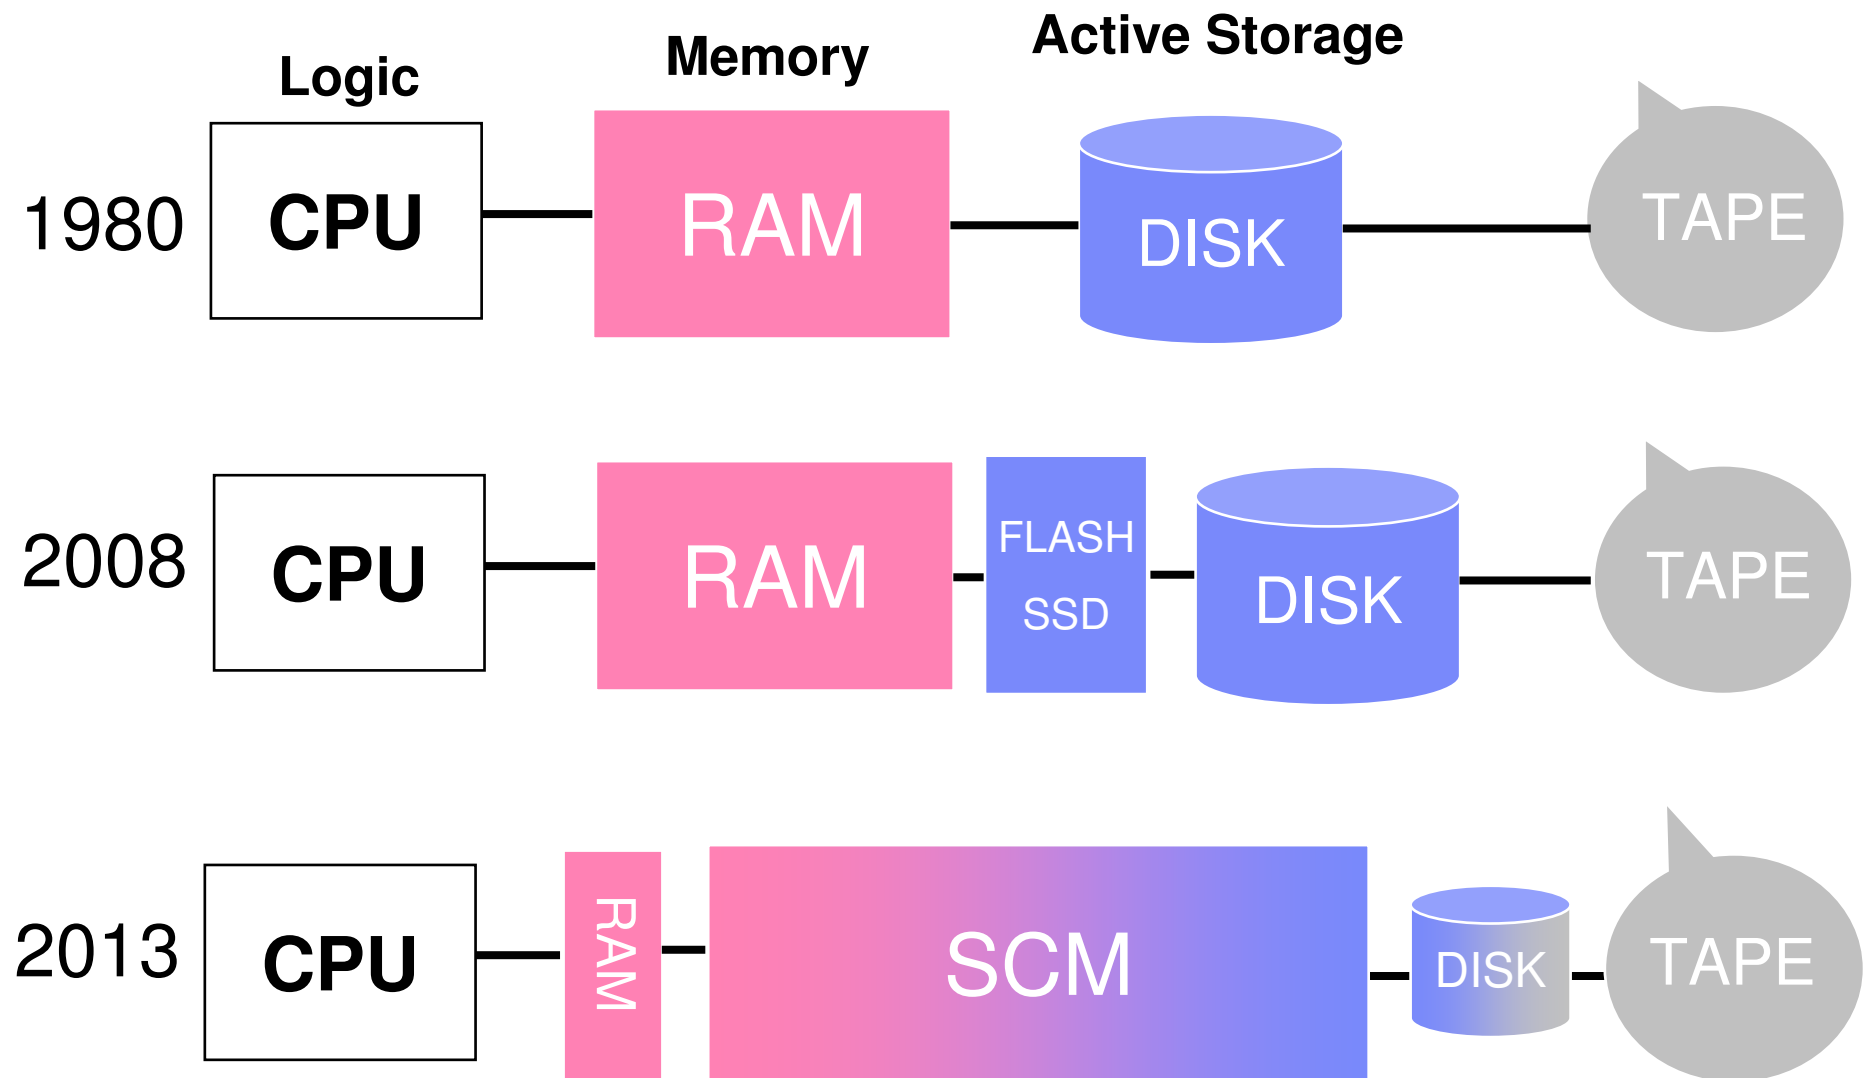 Logic
Memory
Active Storage
1980
CPU
RAM
DISK
TAPE
2008
CPU
RAM
FLASH
SSD
DISK
TAPE
2013
CPU
RAM
SCM
DISK
TAPE